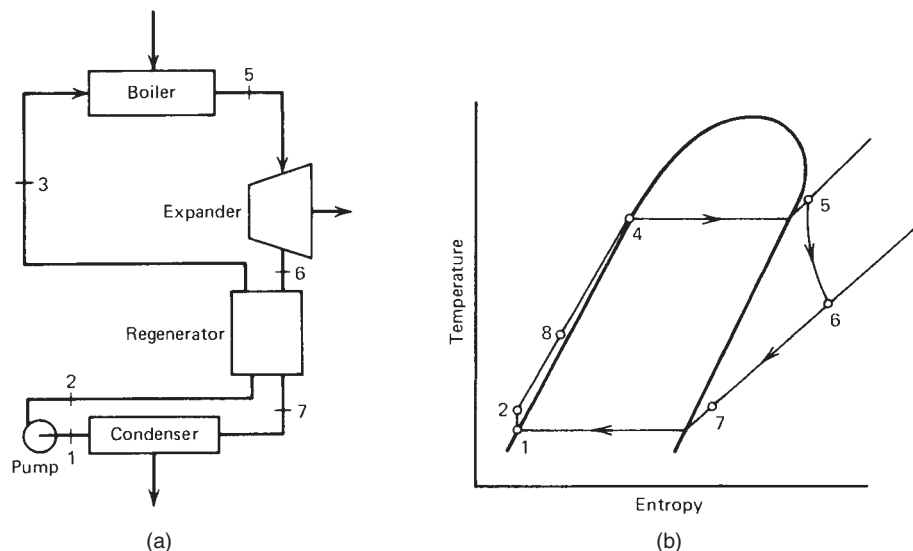 5
Boiler
3
Expander
6
Regenerator
2
7
Condenser
1
Pump
(a)
Temperature
5
4
6
8
2
7
1
Entropy
(b)